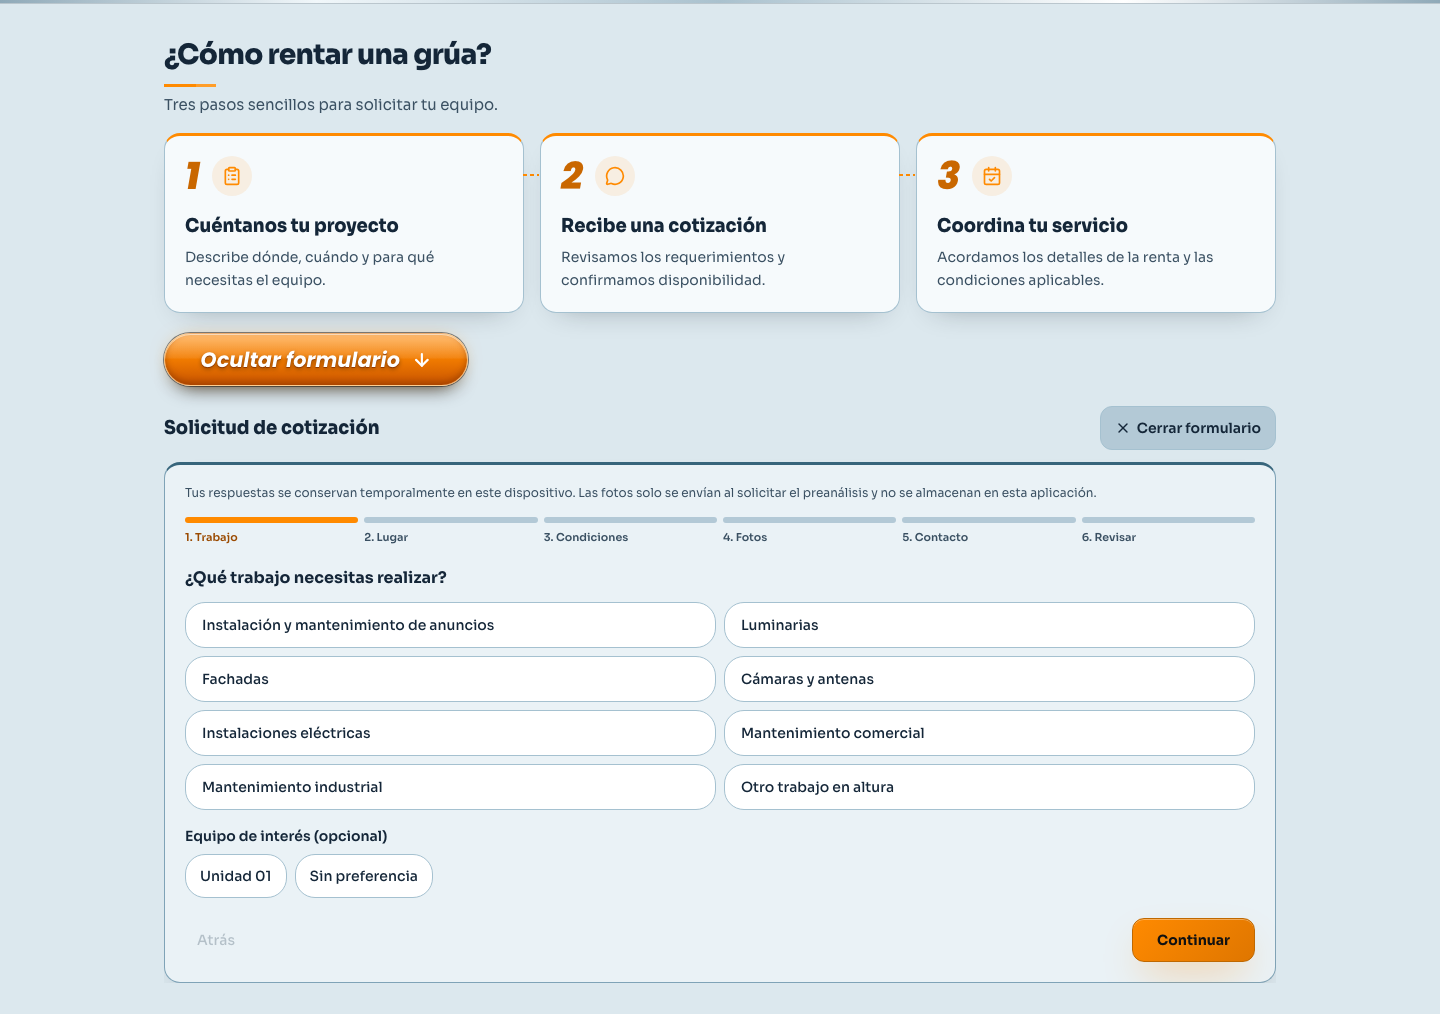 ¿Cómo rentar una grúa?
Tres pasos sencillos para solicitar tu equipo.
1
Cuéntanos tu proyecto
Describe dónde, cuándo y para qué
necesitas el equipo.
2
Recibe una cotización
Revisamos los requerimientos y
confirmamos disponibilidad.
3
Coordina tu servicio
Acordamos los detalles de la renta y las
condiciones aplicables.
Ocultar formulario
Solicitud de cotización
Cerrar formulario
Tus respuestas se conservan temporalmente en este dispositivo. Las fotos solo se envían al solicitar el preanálisis y no se almacenan en esta aplicación.
1. Trabajo
2. Lugar
3. Condiciones
4. Fotos
5. Contacto
6. Revisar
¿Qué trabajo necesitas realizar?
Instalación y mantenimiento de anuncios
Luminarias
Fachadas
Cámaras y antenas
Instalaciones eléctricas
Mantenimiento comercial
Mantenimiento industrial
Otro trabajo en altura
Equipo de interés (opcional)
Unidad 01
Sin preferencia
Atrás
Continuar